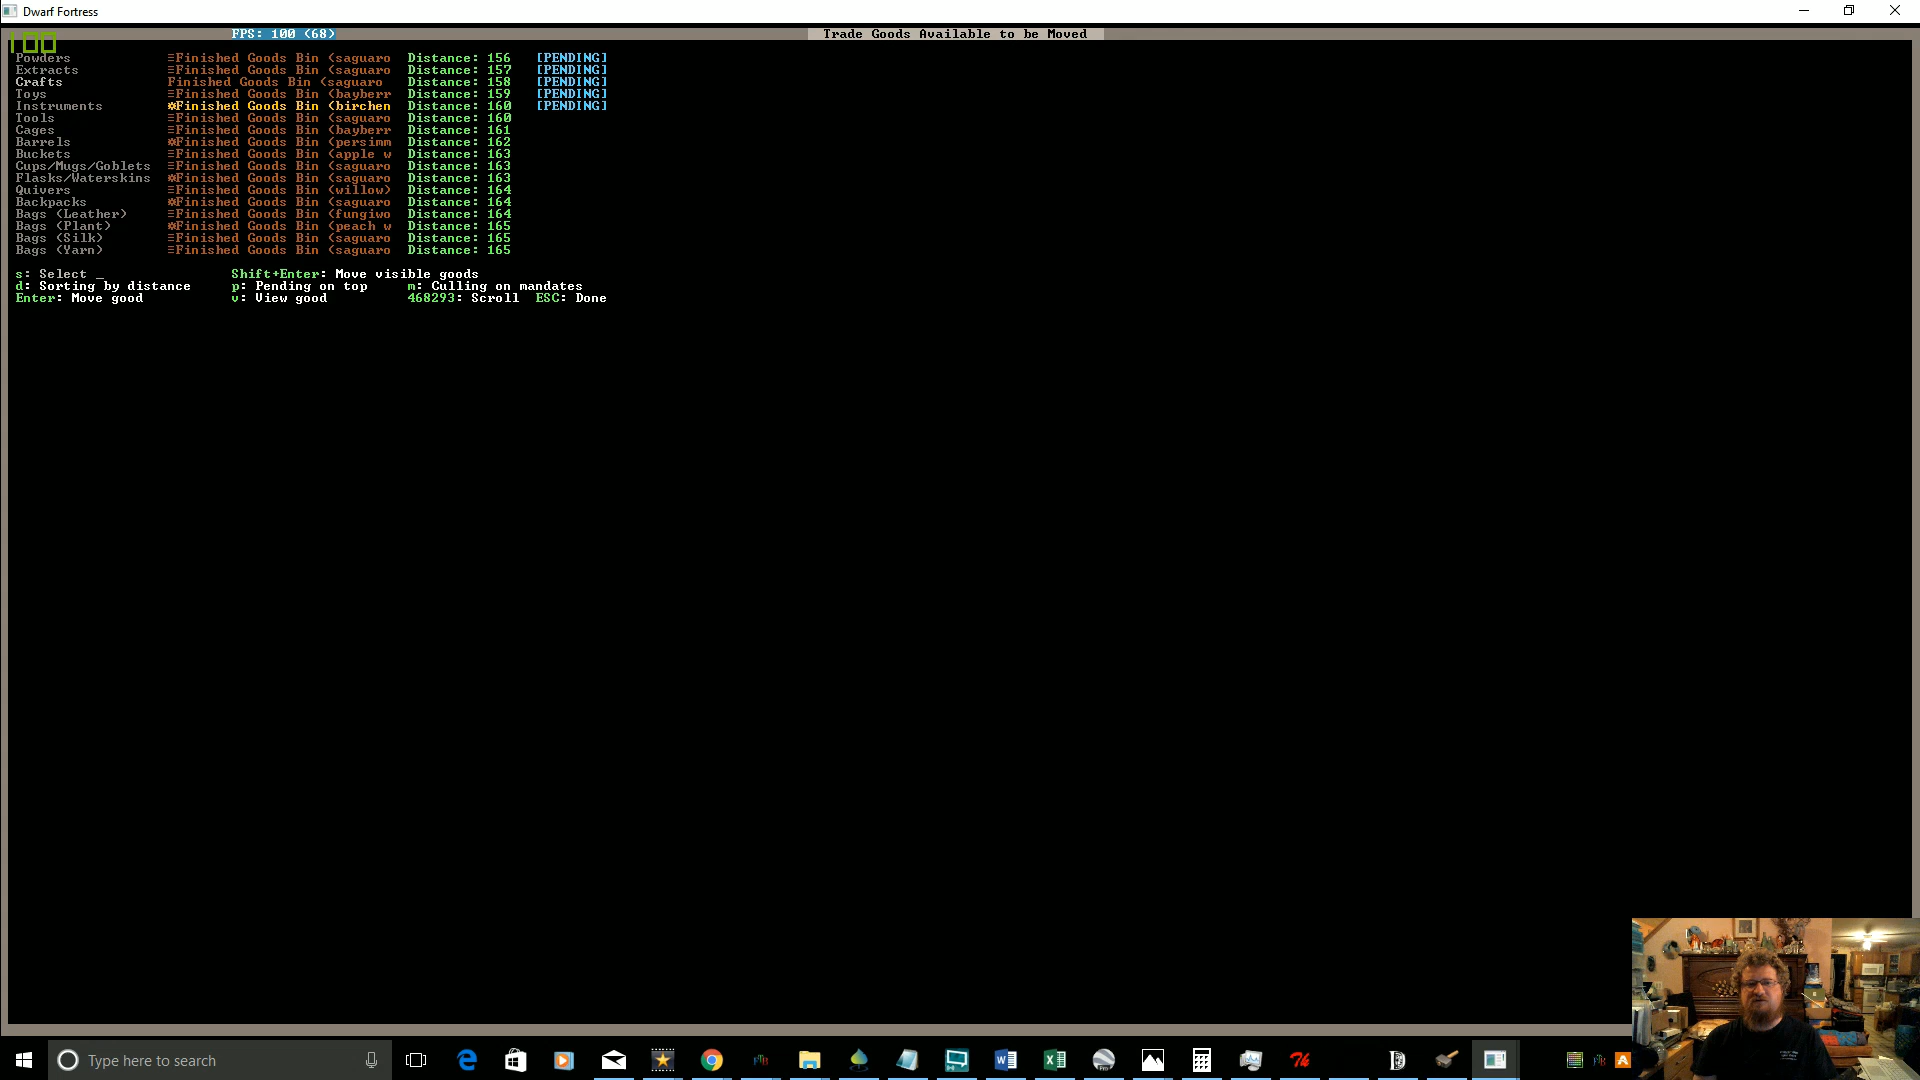 Dwarf Fortress
100 FPS: 100 (68) Trade Goods Available to be Moved
Powders ≡Finished Goods Bin (saguaro Distance: 156 [PENDING]
Extracts ≡Finished Goods Bin (saguaro Distance: 157 [PENDING]
Crafts Finished Goods Bin (saguaro Distance: 158 [PENDING]
Toys ≡Finished Goods Bin (bayberr Distance: 159 [PENDING]
Instruments ☼Finished Goods Bin (birchen Distance: 160 [PENDING]
Tools ≡Finished Goods Bin (saguaro Distance: 160
Cages ≡Finished Goods Bin (bayberr Distance: 161
Barrels ☼Finished Goods Bin (persimm Distance: 162
Buckets ≡Finished Goods Bin (apple w Distance: 163
Cups/Mugs/Goblets ≡Finished Goods Bin (saguaro Distance: 163
Flasks/Waterskins ☼Finished Goods Bin (saguaro Distance: 163
Quivers ≡Finished Goods Bin (willow) Distance: 164
Backpacks ☼Finished Goods Bin (saguaro Distance: 164
Bags (Leather) ≡Finished Goods Bin (fungiwo Distance: 164
Bags (Plant) ☼Finished Goods Bin (peach w Distance: 165
Bags (Silk) ≡Finished Goods Bin (saguaro Distance: 165
Bags (Yarn) ≡Finished Goods Bin (saguaro Distance: 165
s: Select _ Shift+Enter: Move visible goods
d: Sorting by distance p: Pending on top m: Culling on mandates
Enter: Move good v: View good 468293: Scroll ESC: Done
Type here to search